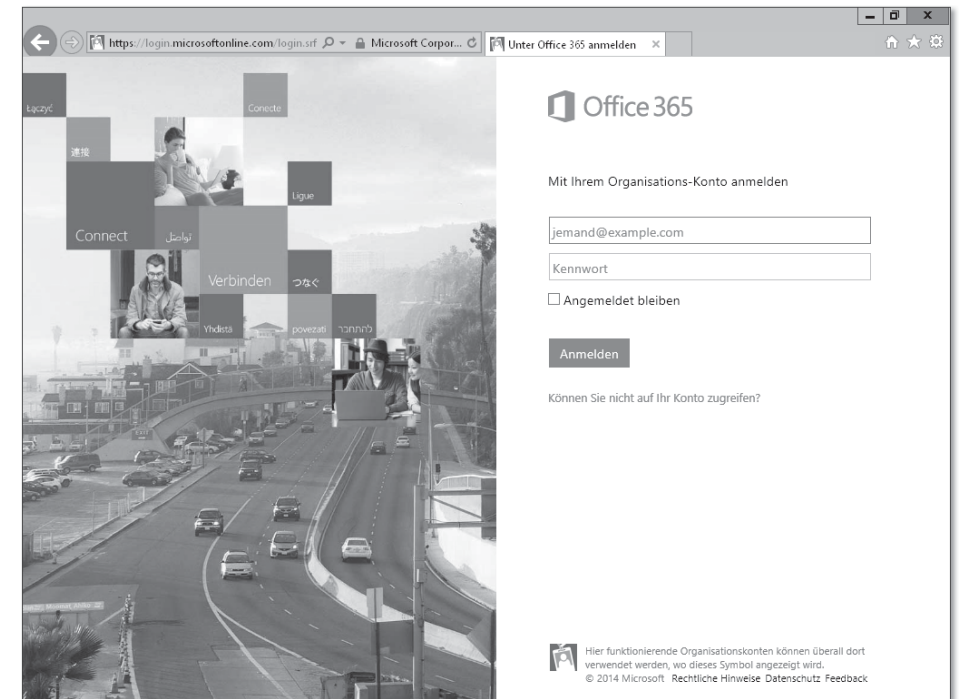 https://login.microsoftonline.com/login.srf
Microsoft Corpor...
Unter Office 365 anmelden
Łączyć
Conecte
連接
Ligue
Connect
تواصل
Verbinden
つなぐ
Yhdistä
povezati
להתחבר
Office 365
Mit Ihrem Organisations-Konto anmelden
jemand@example.com
Kennwort
Angemeldet bleiben
Anmelden
Können Sie nicht auf Ihr Konto zugreifen?
Hier funktionierende Organisationskonten können überall dort
verwendet werden, wo dieses Symbol angezeigt wird.
© 2014 Microsoft Rechtliche Hinweise Datenschutz Feedback